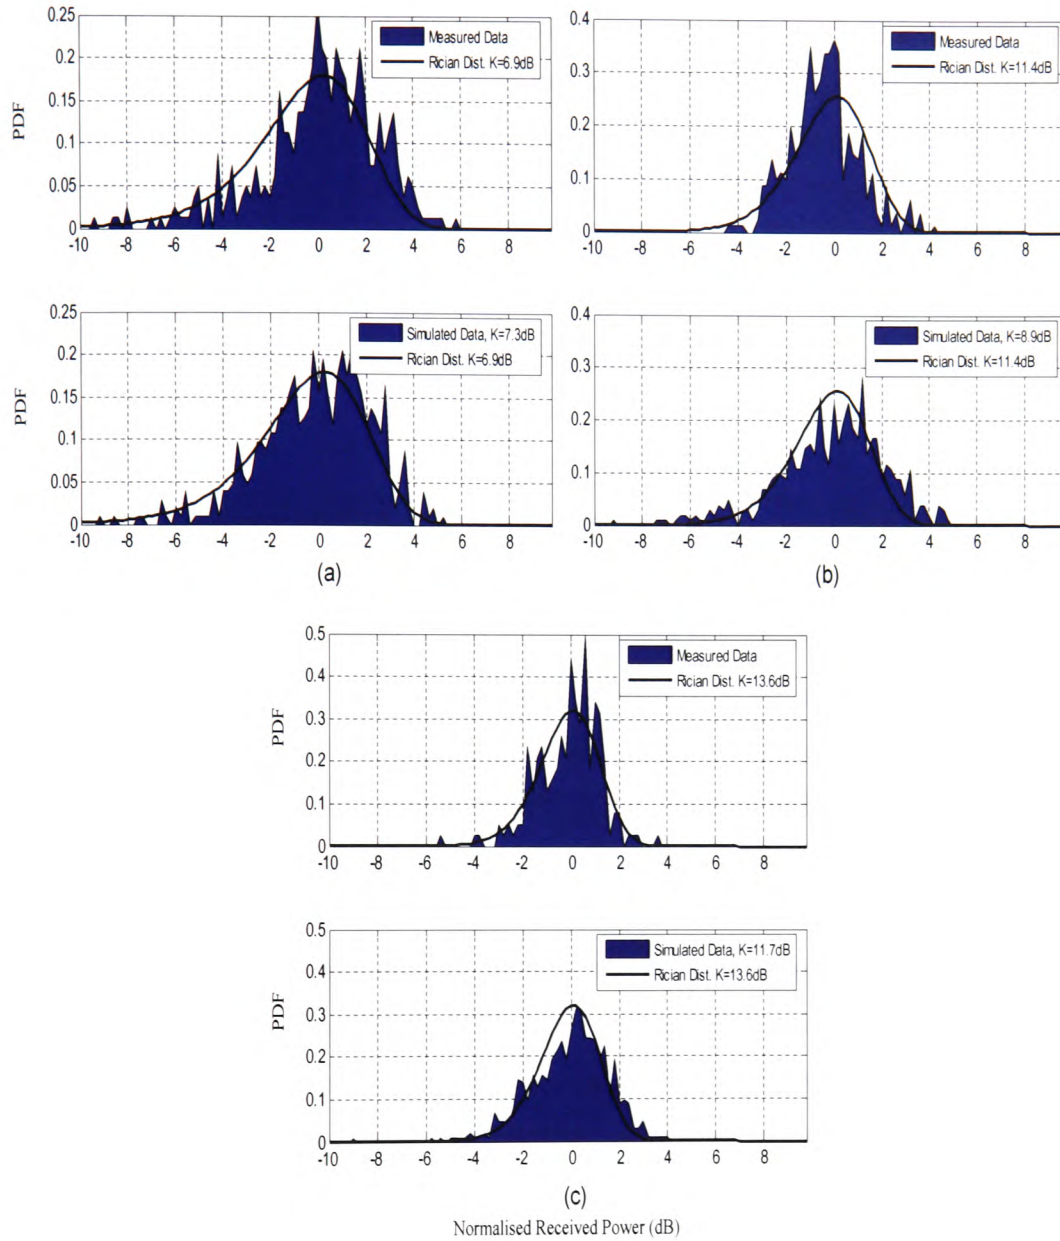 0.25
0.2
0.15
0.1
0.05
0
PDF
Measured Data
Rician Dist. K=6.9dB
-10 -8 -6 -4 -2 0 2 4 6 8
0.4
0.3
0.2
0.1
0
Measured Data
Rician Dist. K=11.4dB
-10 -8 -6 -4 -2 0 2 4 6 8
0.25
0.2
0.15
0.1
0.05
0
PDF
Simulated Data, K=7.3dB
Rician Dist. K=6.9dB
-10 -8 -6 -4 -2 0 2 4 6 8
(a)
0.4
0.3
0.2
0.1
0
Simulated Data, K=8.9dB
Rician Dist. K=11.4dB
-10 -8 -6 -4 -2 0 2 4 6 8
(b)
0.5
0.4
0.3
0.2
0.1
0
PDF
Measured Data
Rician Dist. K=13.6dB
-10 -8 -6 -4 -2 0 2 4 6 8
0.5
0.4
0.3
0.2
0.1
0
PDF
Simulated Data, K=11.7dB
Rician Dist. K=13.6dB
-10 -8 -6 -4 -2 0 2 4 6 8
(c)
Normalised Received Power (dB)